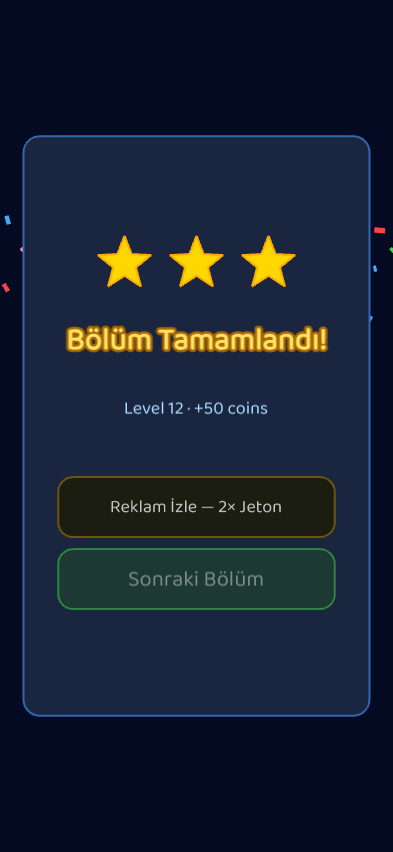 Bölüm Tamamlandı!
Level 12 · +50 coins
Reklam İzle — 2× Jeton
Sonraki Bölüm